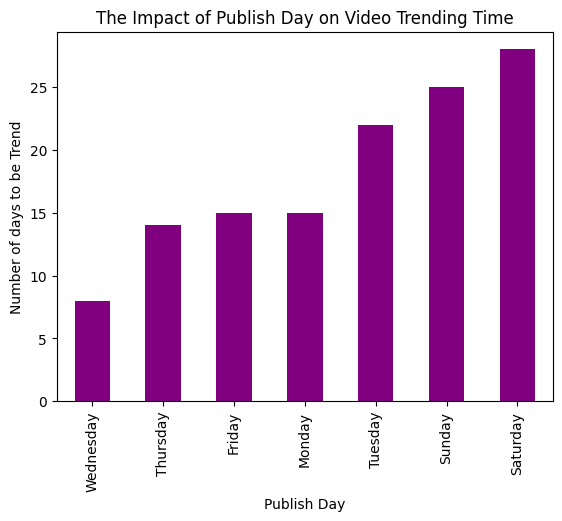 The Impact of Publish Day on Video Trending Time
Number of days to be Trend
25
20
15
10
5
0
Wednesday
Thursday
Friday
Monday
Tuesday
Sunday
Saturday
Publish Day